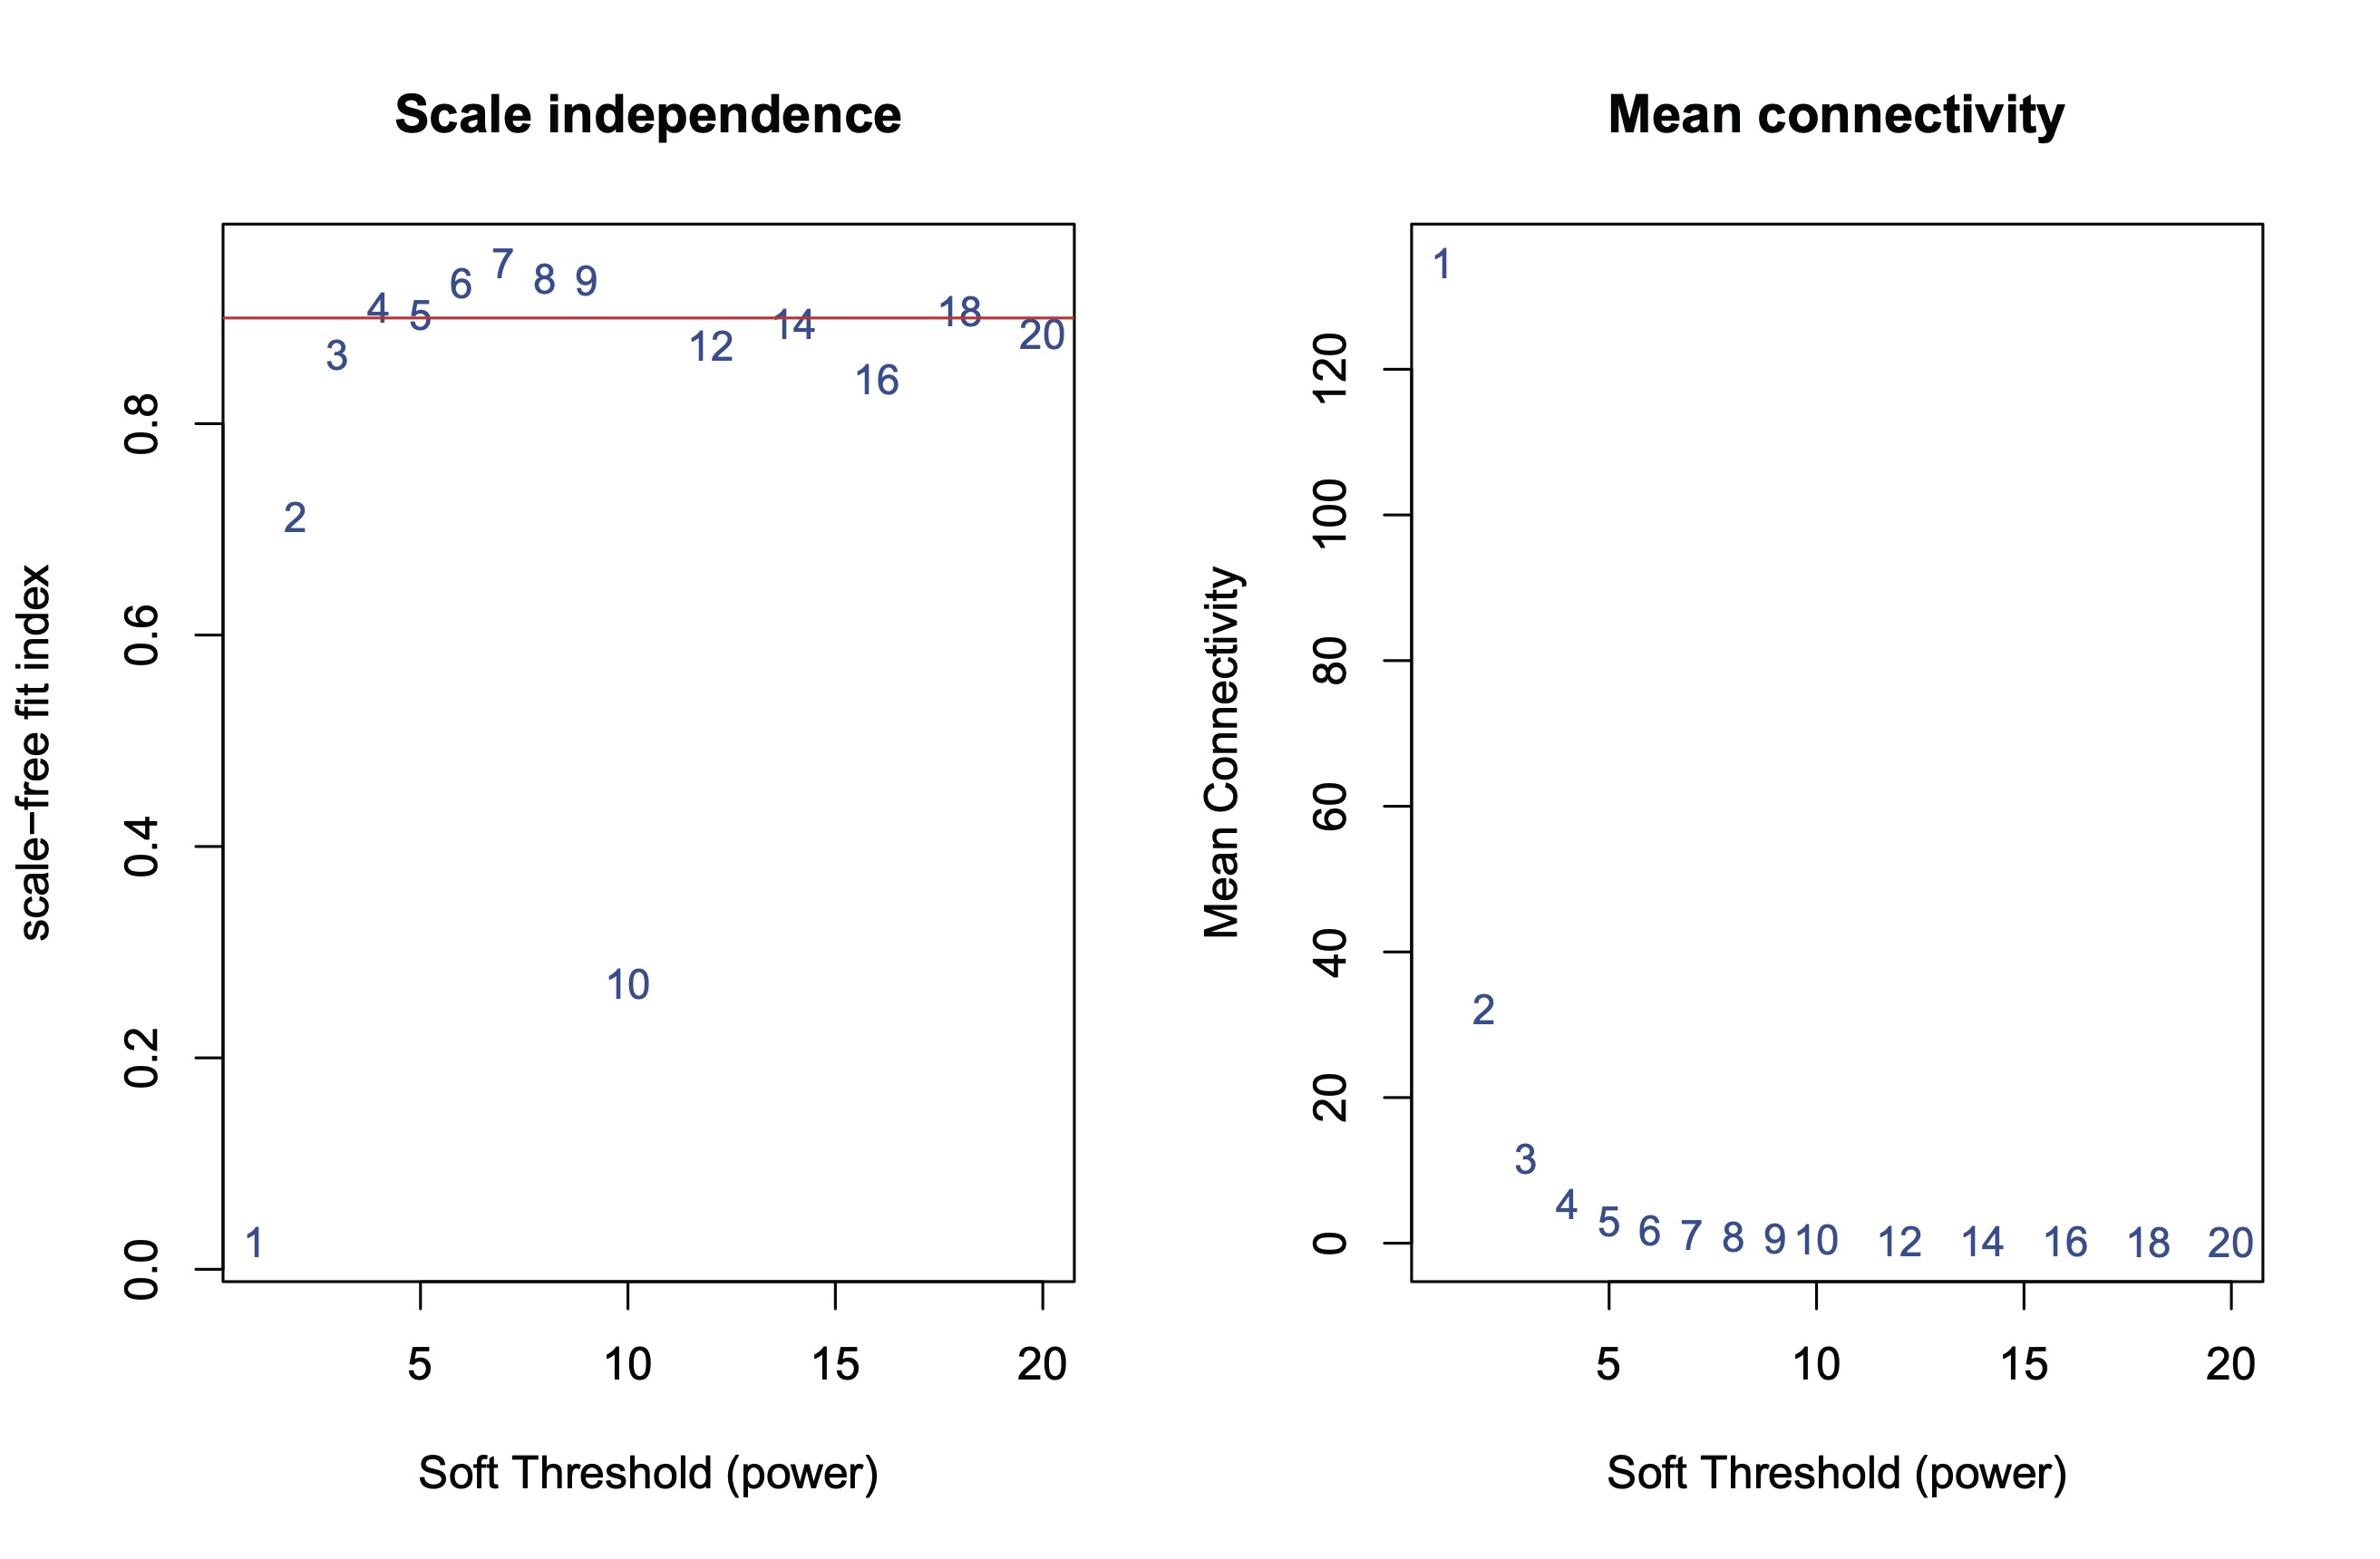 Scale independence
scale−free fit index
0.0 0.2 0.4 0.6 0.8
1 2 3 4 5 6 7 8 9 10 12 14 16 18 20
5 10 15 20
Soft Threshold (power)
Mean connectivity
Mean Connectivity
0 20 40 60 80 100 120
1 2 3 4 5 6 7 8 9 10 12 14 16 18 20
5 10 15 20
Soft Threshold (power)